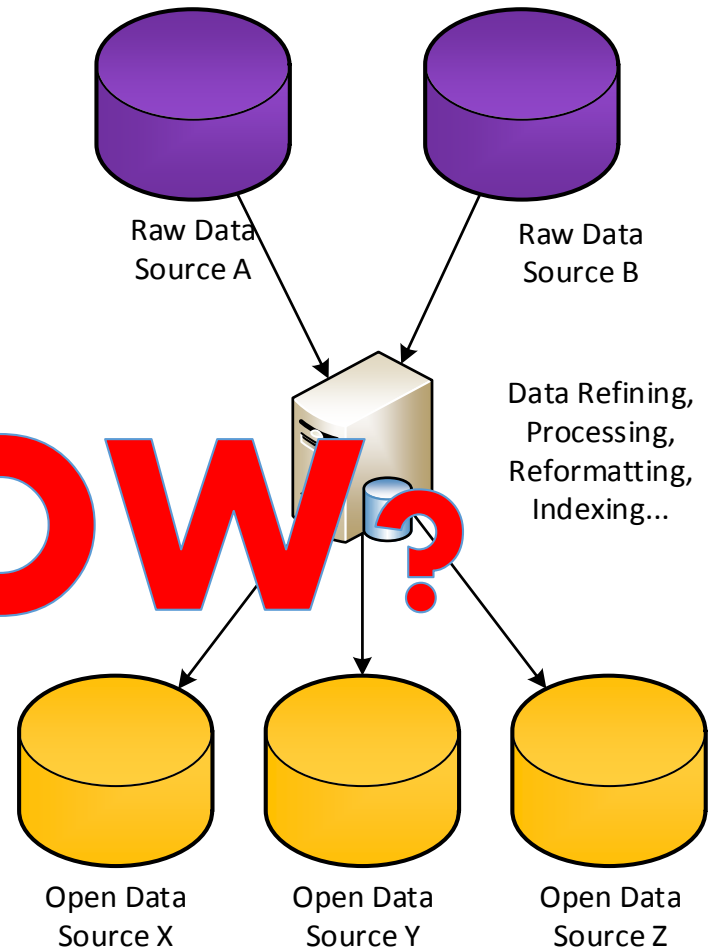 Raw Data
Source A
Raw Data
Source B
Data Refining,
Processing,
Reformatting,
Indexing...
OW?
Open Data
Source X
Open Data
Source Y
Open Data
Source Z